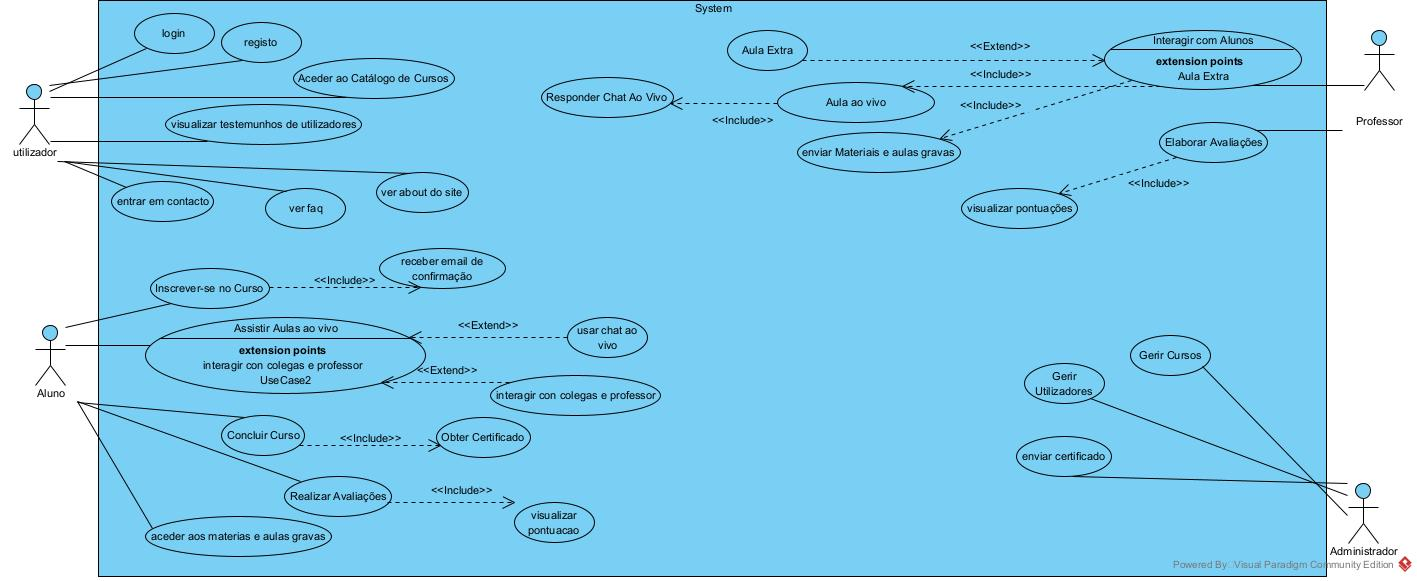 System
login
registo
Aceder ao Catálogo de Cursos
visualizar testemunhos de utilizadores
utilizador
entrar em contacto
ver faq
ver about do site
Aula Extra
<<Extend>>
Interagir com Alunos
extension points
Aula Extra
<<Include>>
Responder Chat Ao Vivo
Aula ao vivo
<<Include>>
<<Include>>
enviar Materiais e aulas gravas
Professor
Elaborar Avaliações
<<Include>>
visualizar pontuações
Inscrever-se no Curso
<<Include>>
receber email de
confirmação
Assistir Aulas ao vivo
extension points
interagir con colegas e professor
UseCase2
<<Extend>>
usar chat ao
vivo
<<Extend>>
interagir con colegas e professor
Aluno
Concluir Curso
<<Include>>
Obter Certificado
Realizar Avaliações
<<Include>>
visualizar
pontuacao
aceder aos materias e aulas gravas
Gerir Cursos
Gerir
Utilizadores
enviar certificado
Administrador
Powered By: Visual Paradigm Community Edition